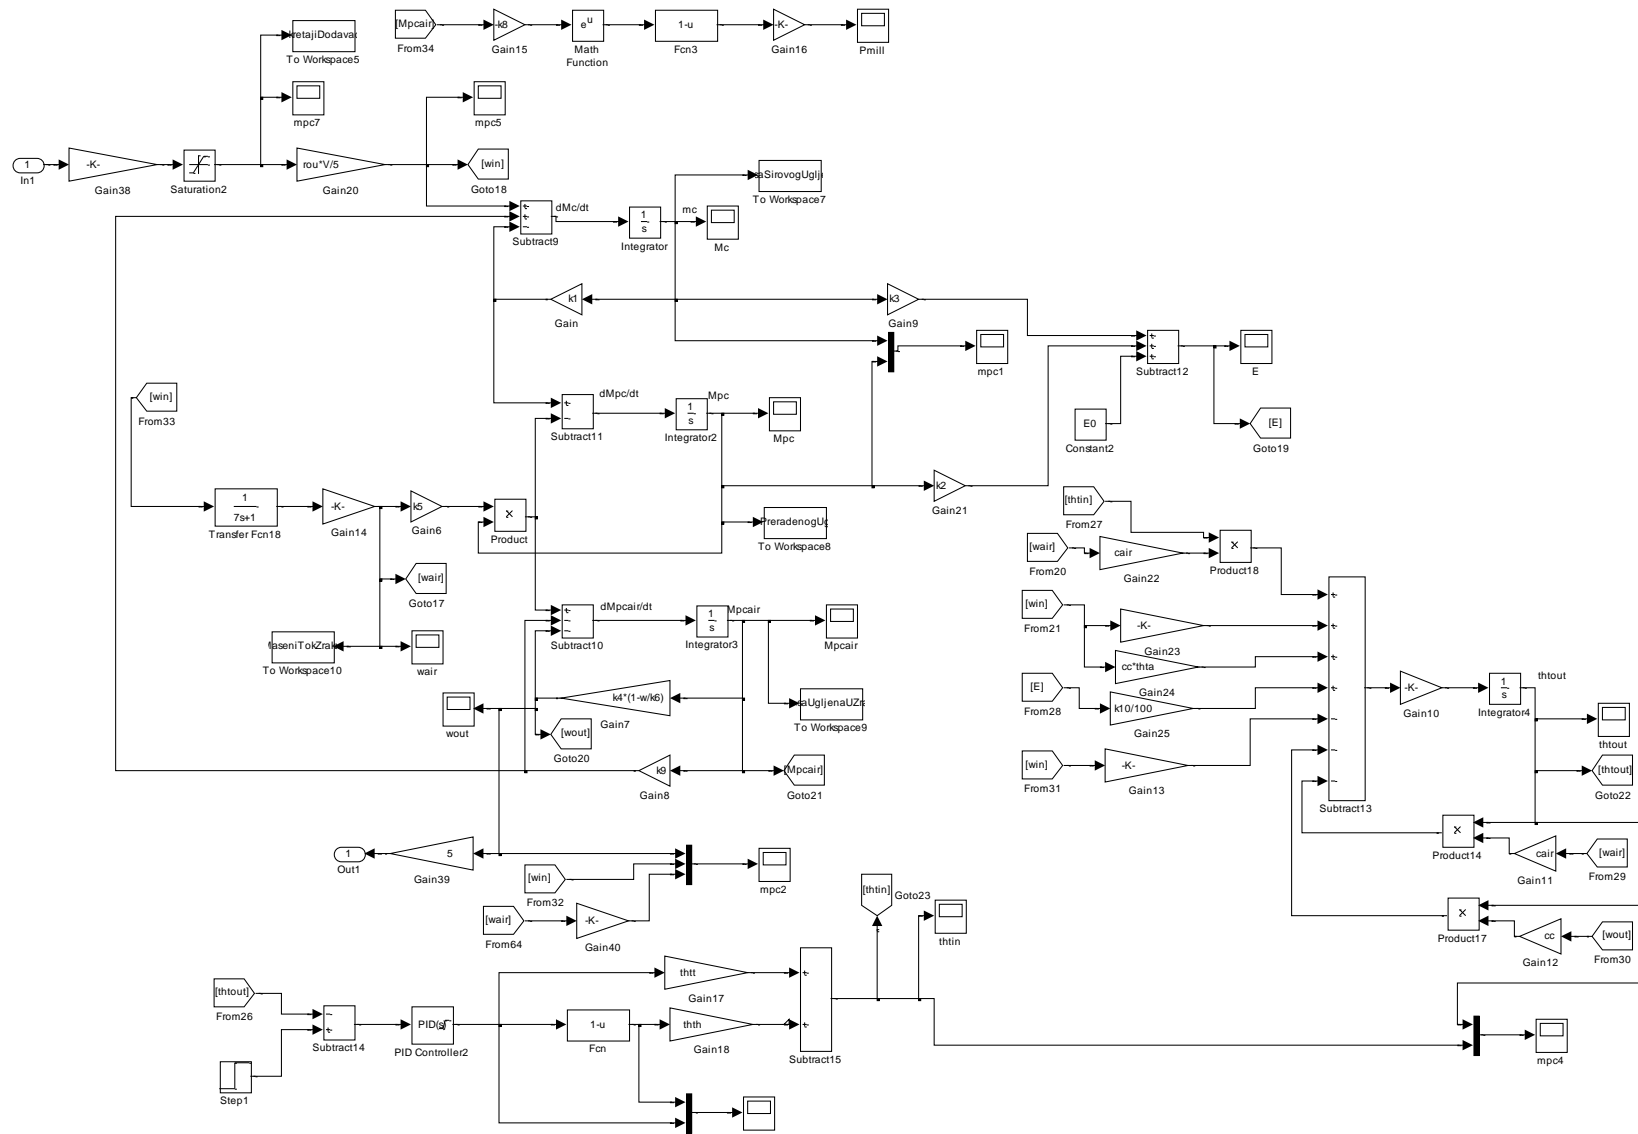 [Mpcair]
From34
-k8
Gain15
e^u
Math
Function
1-u
Fcn3
-K-
Gain16
Pmill
kretajiDodavac
To Workspace5
mpc7
mpc5
1
In1
-K-
Gain38
Saturation2
rou*V/5
Gain20
[win]
Goto18
+
+
−
Subtract9
dMc/dt
1
s
Integrator
mc
Mc
To Workspace7
k1
Gain
k3
Gain9
mpc1
+
+
+
Subtract12
E
E0
Constant2
[E]
Goto19
[win]
From33
+
−
Subtract11
dMpc/dt
1
s
Integrator2
Mpc
Mpc
k2
Gain21
1
7s+1
Transfer Fcn18
-K-
Gain14
k5
Gain6
×
Product
PreradenogUg
To Workspace8
[wair]
Goto17
MaseniTokZrak
To Workspace10
wair
+
−
−
Subtract10
dMpcair/dt
1
s
Integrator3
Mpcair
Mpcair
k4*(1-w/k6)
Gain7
To Workspace9
wout
[wout]
Goto20
k9
Gain8
[Mpcair]
Goto21
[thtin]
From27
[wair]
From20
cair
Gain22
×
Product18
[win]
From21
-K-
Gain23
cc*thta
Gain24
[E]
From28
k10/100
Gain25
[win]
From31
-K-
Gain13
+
+
+
+
−
−
−
Subtract13
-K-
Gain10
1
s
Integrator4
thtout
thtout
[thtout]
Goto22
×
Product14
cair
Gain11
[wair]
From29
×
Product17
cc
Gain12
[wout]
From30
1
Out1
5
Gain39
[win]
From32
[wair]
From64
-K-
Gain40
mpc2
[thtin]
Goto23
thtin
[thtout]
From26
Step1
−
+
Subtract14
PID(s)
PID Controller2
1-u
Fcn
thtt
Gain17
thth
Gain18
+
+
Subtract15
mpc4